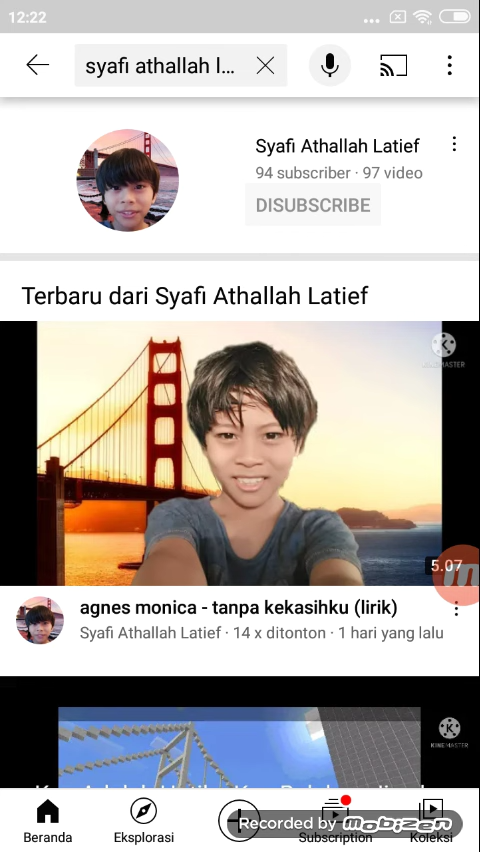 12:22
syafi athallah l...
Syafi Athallah Latief
94 subscriber · 97 video
DISUBSCRIBE
Terbaru dari Syafi Athallah Latief
KINEMASTER
5.07
agnes monica - tanpa kekasihku (lirik)
Syafi Athallah Latief · 14 x ditonton · 1 hari yang lalu
KINEMASTER
Recorded by mobizen
Beranda
Eksplorasi
Subscription
Koleksi